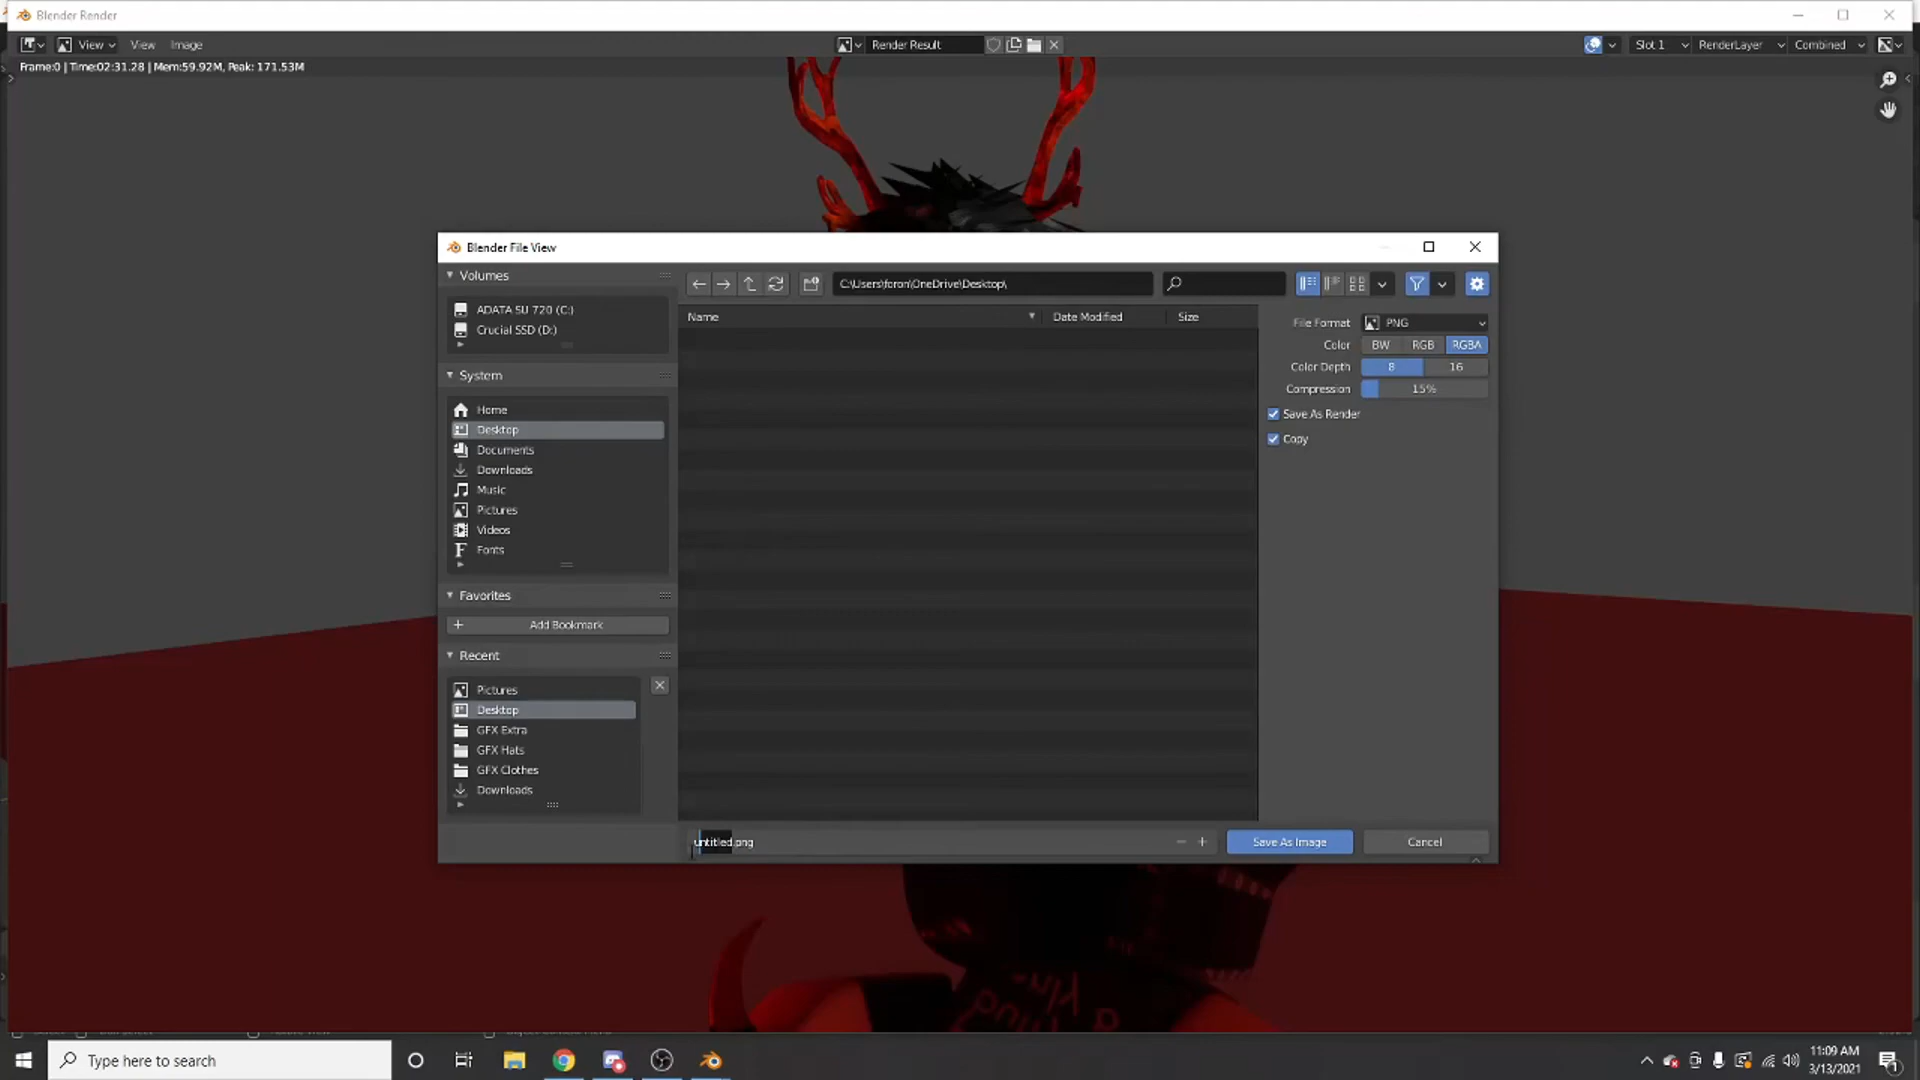 Blender Render
View View Image Render Result Slot 1 RenderLayer Combined
Frame:0 | Time:02:31.28 | Mem:59.92M, Peak: 171.53M
Blender File View
Volumes
ADATA SU 720 (C:)
Crucial SSD (D:)
System
Home
Desktop
Documents
Downloads
Music
Pictures
Videos
Fonts
Favorites
Add Bookmark
Recent
Pictures
Desktop
GFX Extra
GFX Hats
GFX Clothes
Downloads
C:\Users\foron\OneDrive\Desktop\
Name Date Modified Size
File Format PNG
Color BW RGB RGBA
Color Depth 8 16
Compression 15%
Save As Render
Copy
untitled.png
Save As Image Cancel
Type here to search
11:09 AM
3/13/2021